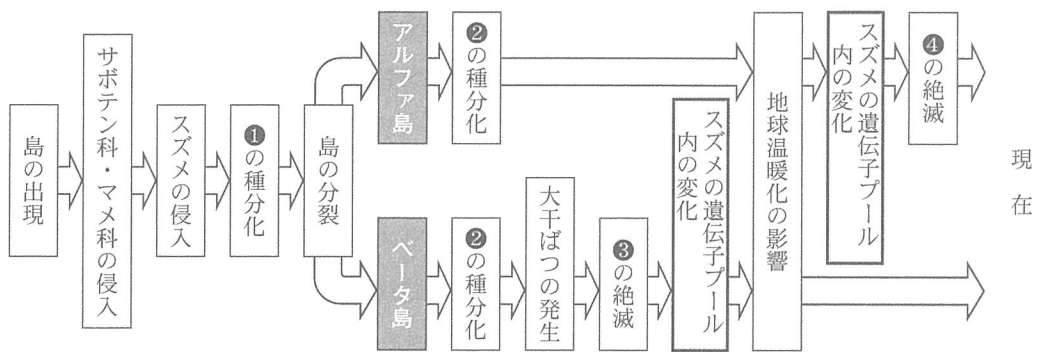 島の出現
サボテン科・マメ科の侵入
スズメの侵入
❶の種分化
島の分裂
アルファ島
❷の種分化
ベータ島
❷の種分化
大干ばつの発生
❸の絶滅
スズメの遺伝子プール
内の変化
地球温暖化の影響
スズメの遺伝子プール
内の変化
❹の絶滅
現在